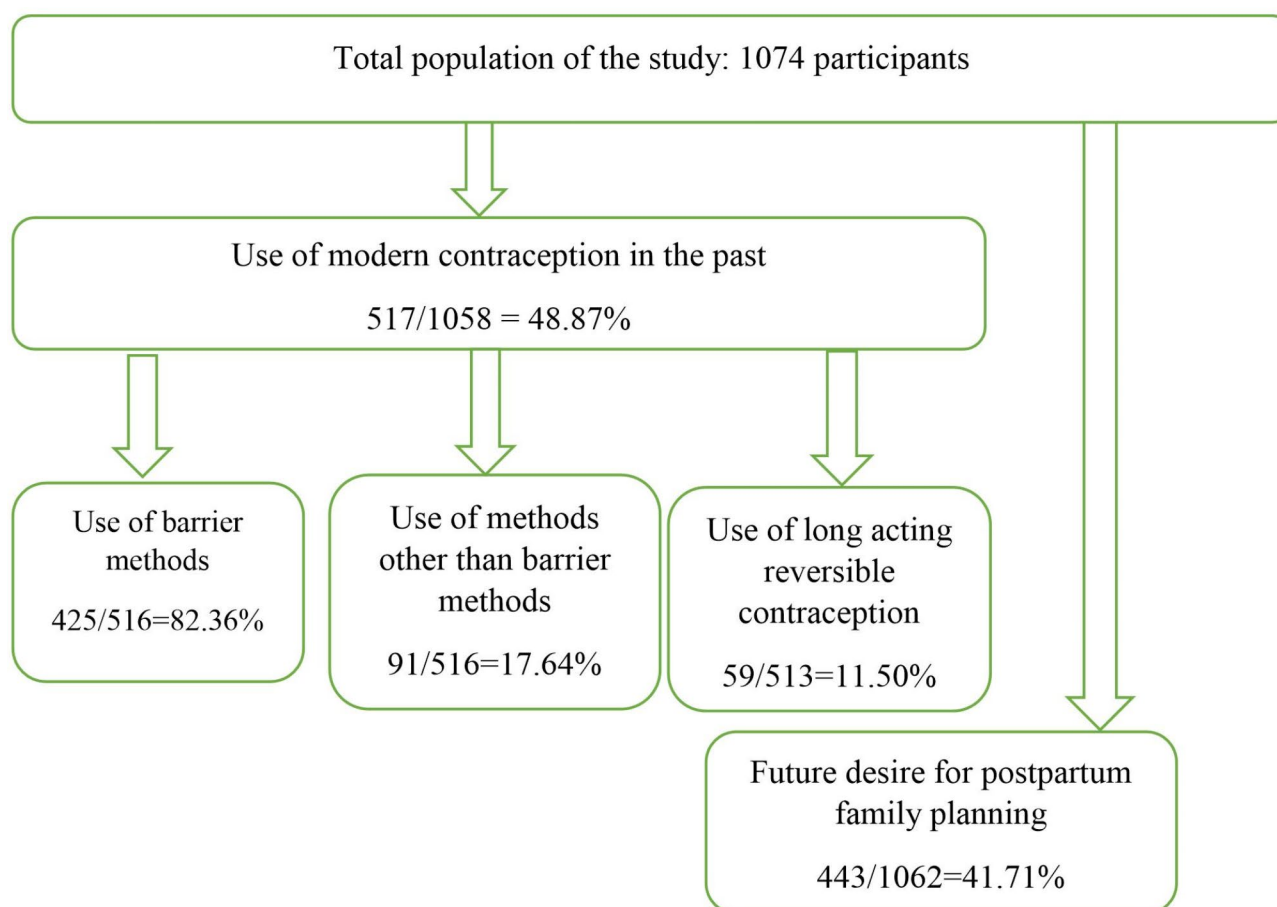 Total population of the study: 1074 participants
Use of modern contraception in the past
517/1058 = 48.87%
Use of barrier
methods
425/516=82.36%
Use of methods
other than barrier
methods
91/516=17.64%
Use of long acting
reversible
contraception
59/513=11.50%
Future desire for postpartum
family planning
443/1062=41.71%